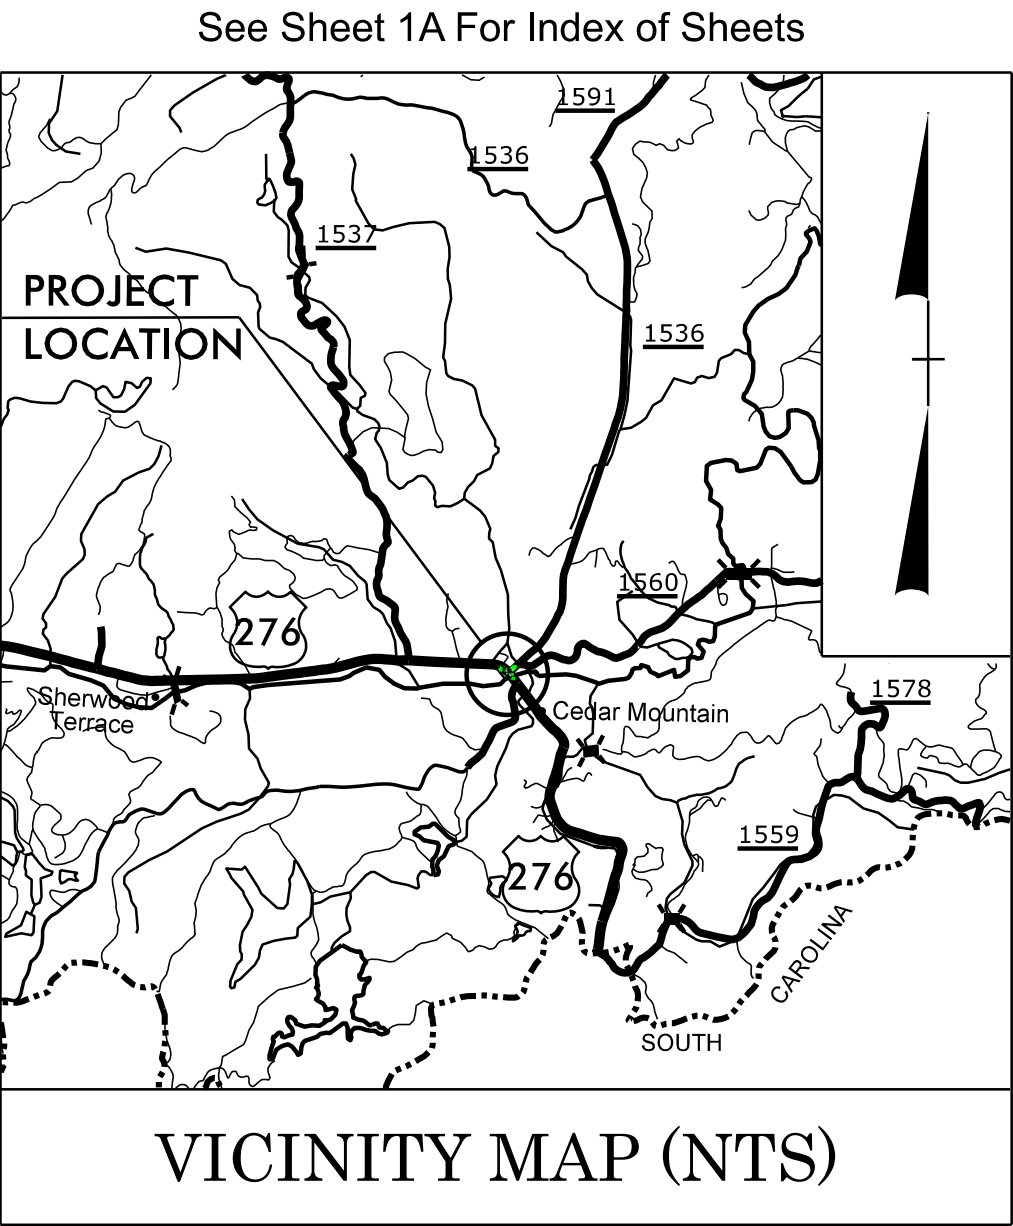 See Sheet 1A For Index of Sheets
1591
1536
1537
PROJECT
LOCATION
1536
1560
276
Sherwood
Terrace
Cedar Mountain
1578
1559
276
CAROLINA
SOUTH
VICINITY MAP (NTS)